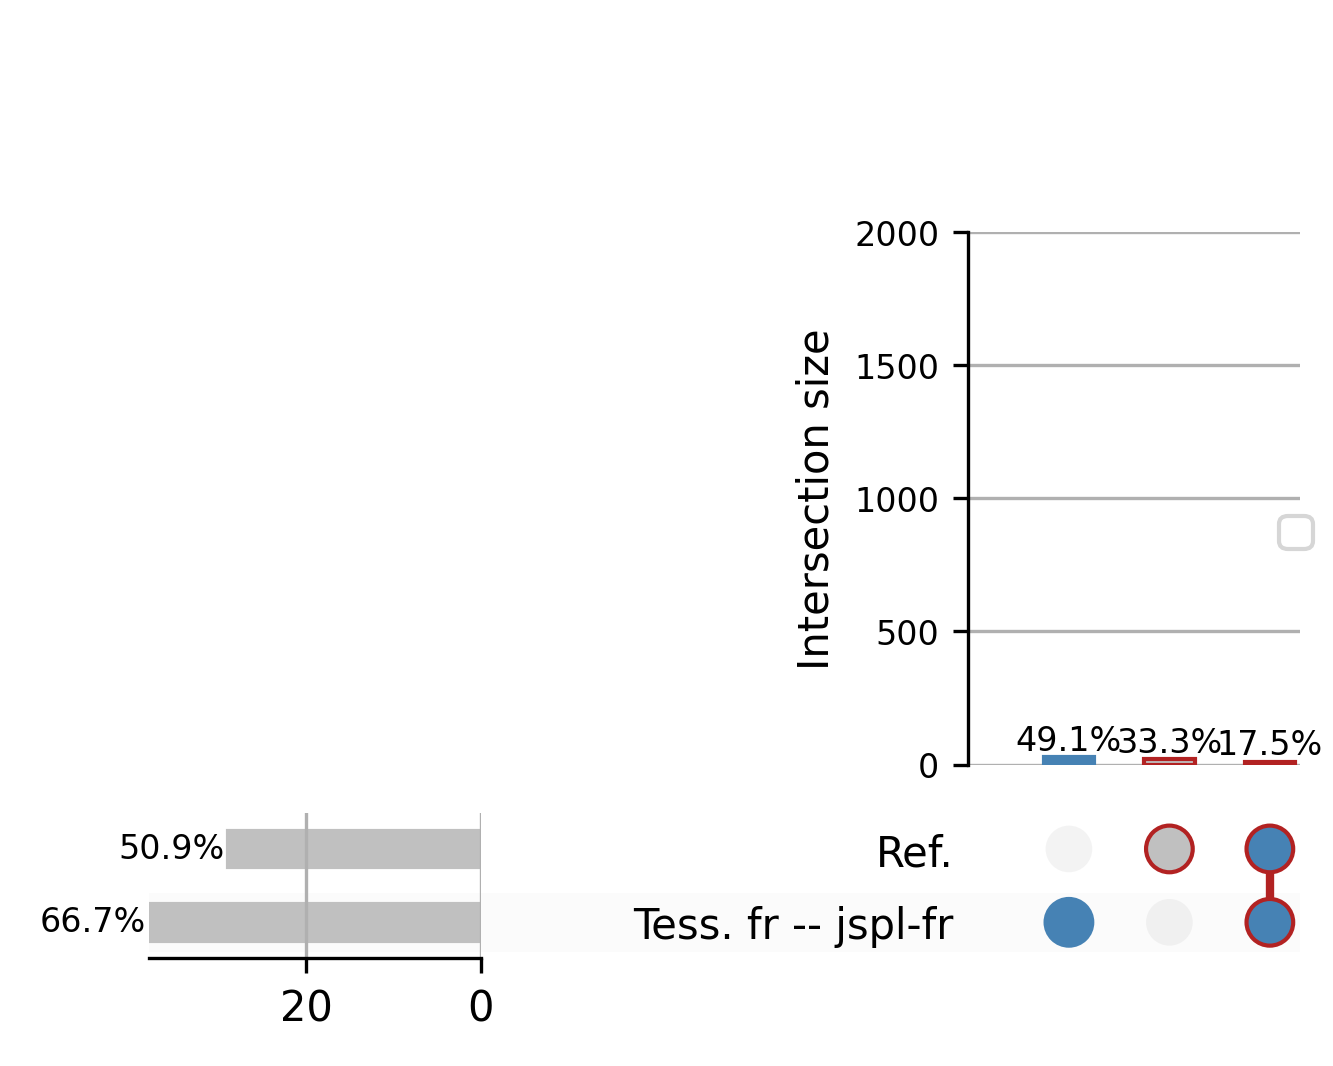 2000
1500
1000
500
0
Intersection size
49.1% 33.3% 17.5%
50.9%
Ref.
66.7%
Tess. fr -- jspl-fr
20 0